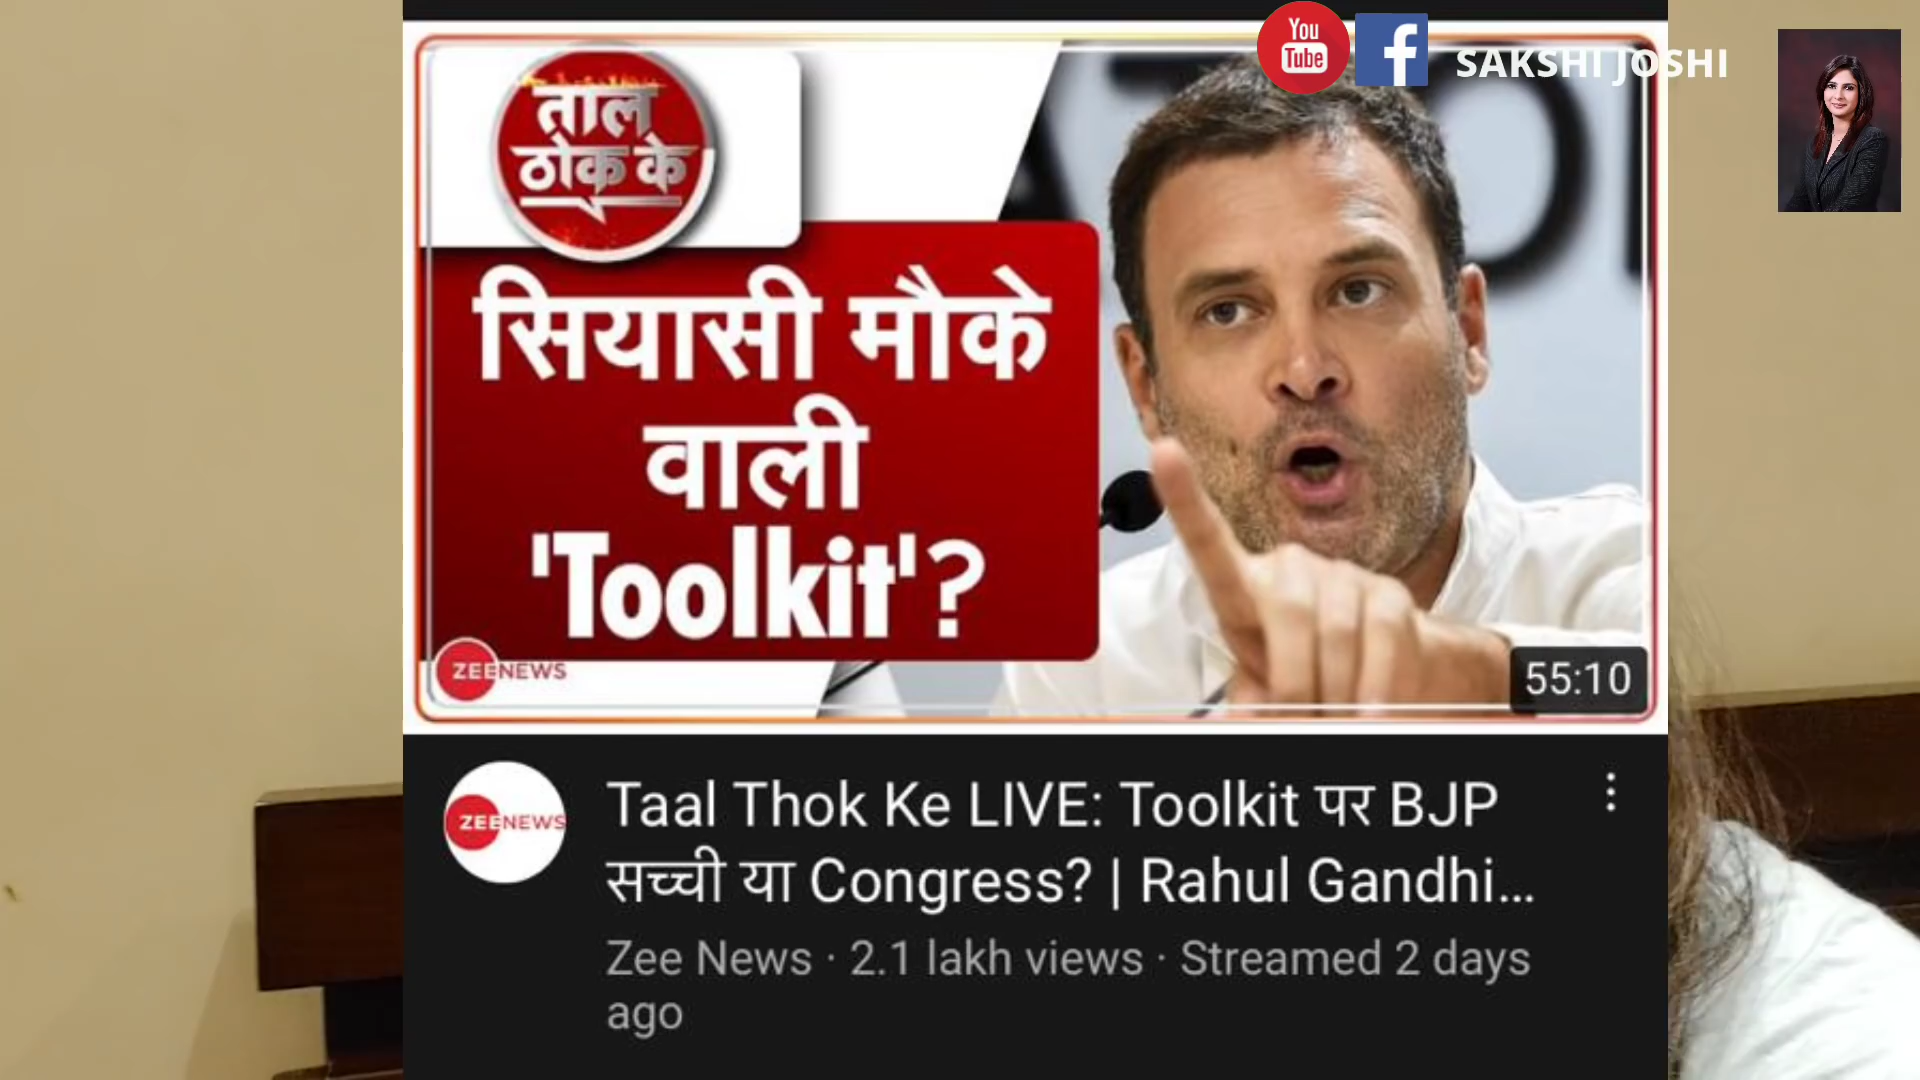 You
Tube
f
SAKSHI JOSHI
ताल
ठोक के
सियासी मौके
वाली
'Toolkit'?
ZEENEWS
55:10
ZEENEWS
Taal Thok Ke LIVE: Toolkit पर BJP
सच्ची या Congress? | Rahul Gandhi...
Zee News · 2.1 lakh views · Streamed 2 days
ago